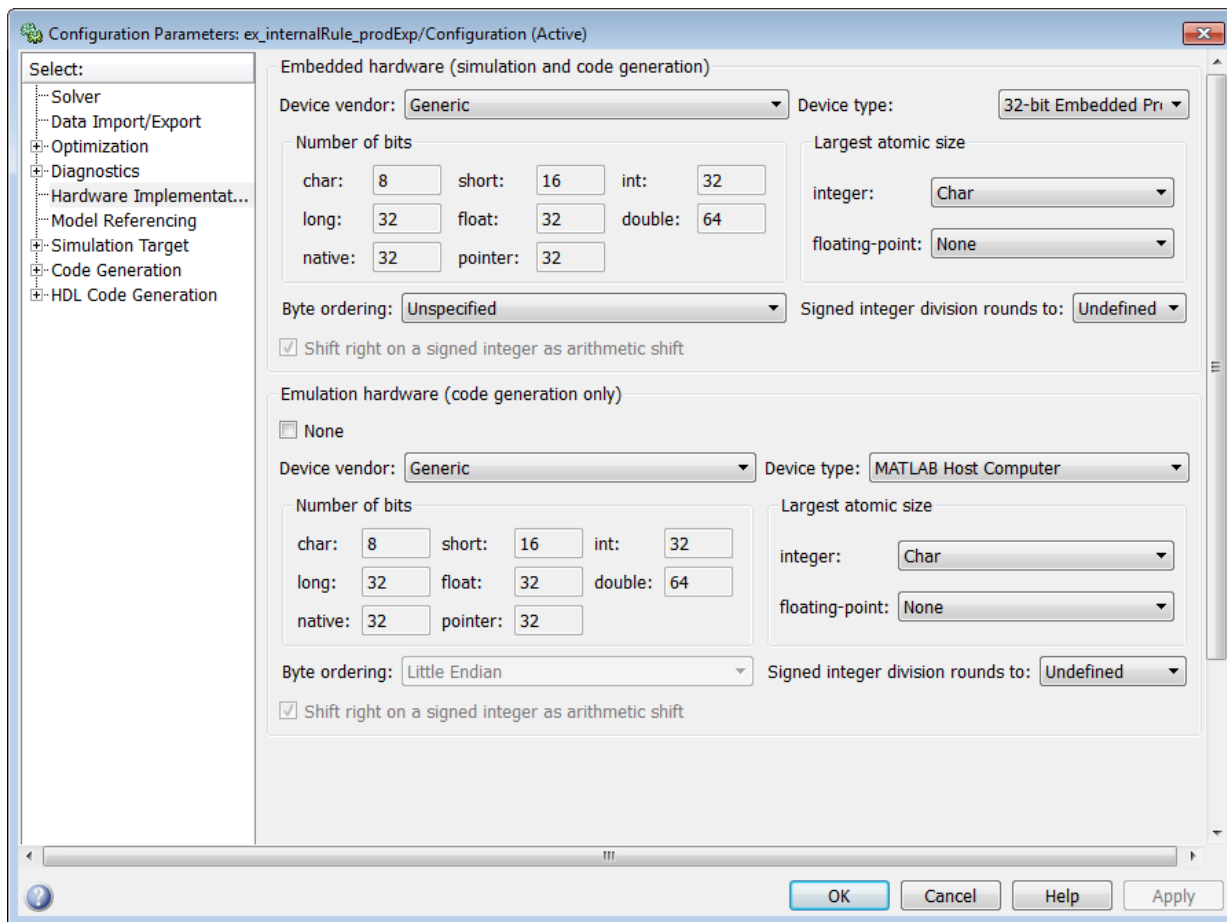 Configuration Parameters: ex_internalRule_prodExp/Configuration (Active)
Select:
Solver
Data Import/Export
Optimization
Diagnostics
Hardware Implementat...
Model Referencing
Simulation Target
Code Generation
HDL Code Generation
Embedded hardware (simulation and code generation)
Device vendor: Generic Device type: 32-bit Embedded Pr
Number of bits Largest atomic size
char: 8 short: 16 int: 32
integer: Char
long: 32 float: 32 double: 64
floating-point: None
native: 32 pointer: 32
Byte ordering: Unspecified Signed integer division rounds to: Undefined
Shift right on a signed integer as arithmetic shift
Emulation hardware (code generation only)
None
Device vendor: Generic Device type: MATLAB Host Computer
Number of bits Largest atomic size
char: 8 short: 16 int: 32
integer: Char
long: 32 float: 32 double: 64
floating-point: None
native: 32 pointer: 32
Byte ordering: Little Endian Signed integer division rounds to: Undefined
Shift right on a signed integer as arithmetic shift
? OK Cancel Help Apply